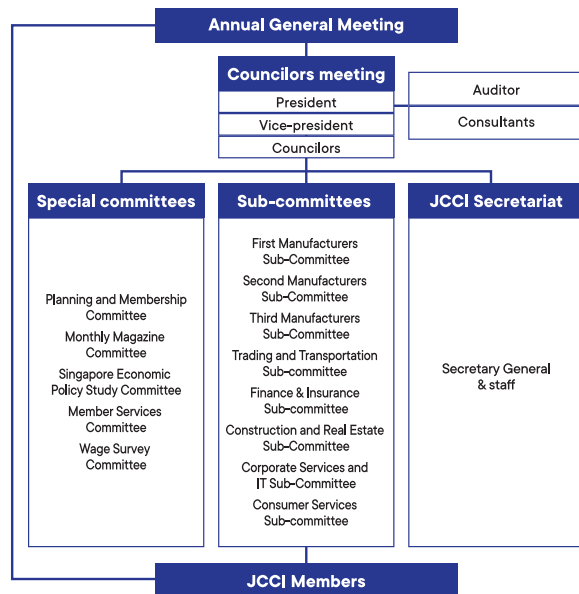 Annual General Meeting
Councilors meeting
President
Vice-president
Councilors
Auditor
Consultants
Special committees
Planning and Membership
Committee
Monthly Magazine
Committee
Singapore Economic
Policy Study Committee
Member Services
Committee
Wage Survey
Committee
Sub-committees
First Manufacturers
Sub-Committee
Second Manufacturers
Sub-Committee
Third Manufacturers
Sub-Committee
Trading and Transportation
Sub-committee
Finance & Insurance
Sub-committee
Construction and Real Estate
Sub-Committee
Corporate Services and
IT Sub-Committee
Consumer Services
Sub-committee
JCCI Secretariat
Secretary General
& staff
JCCI Members